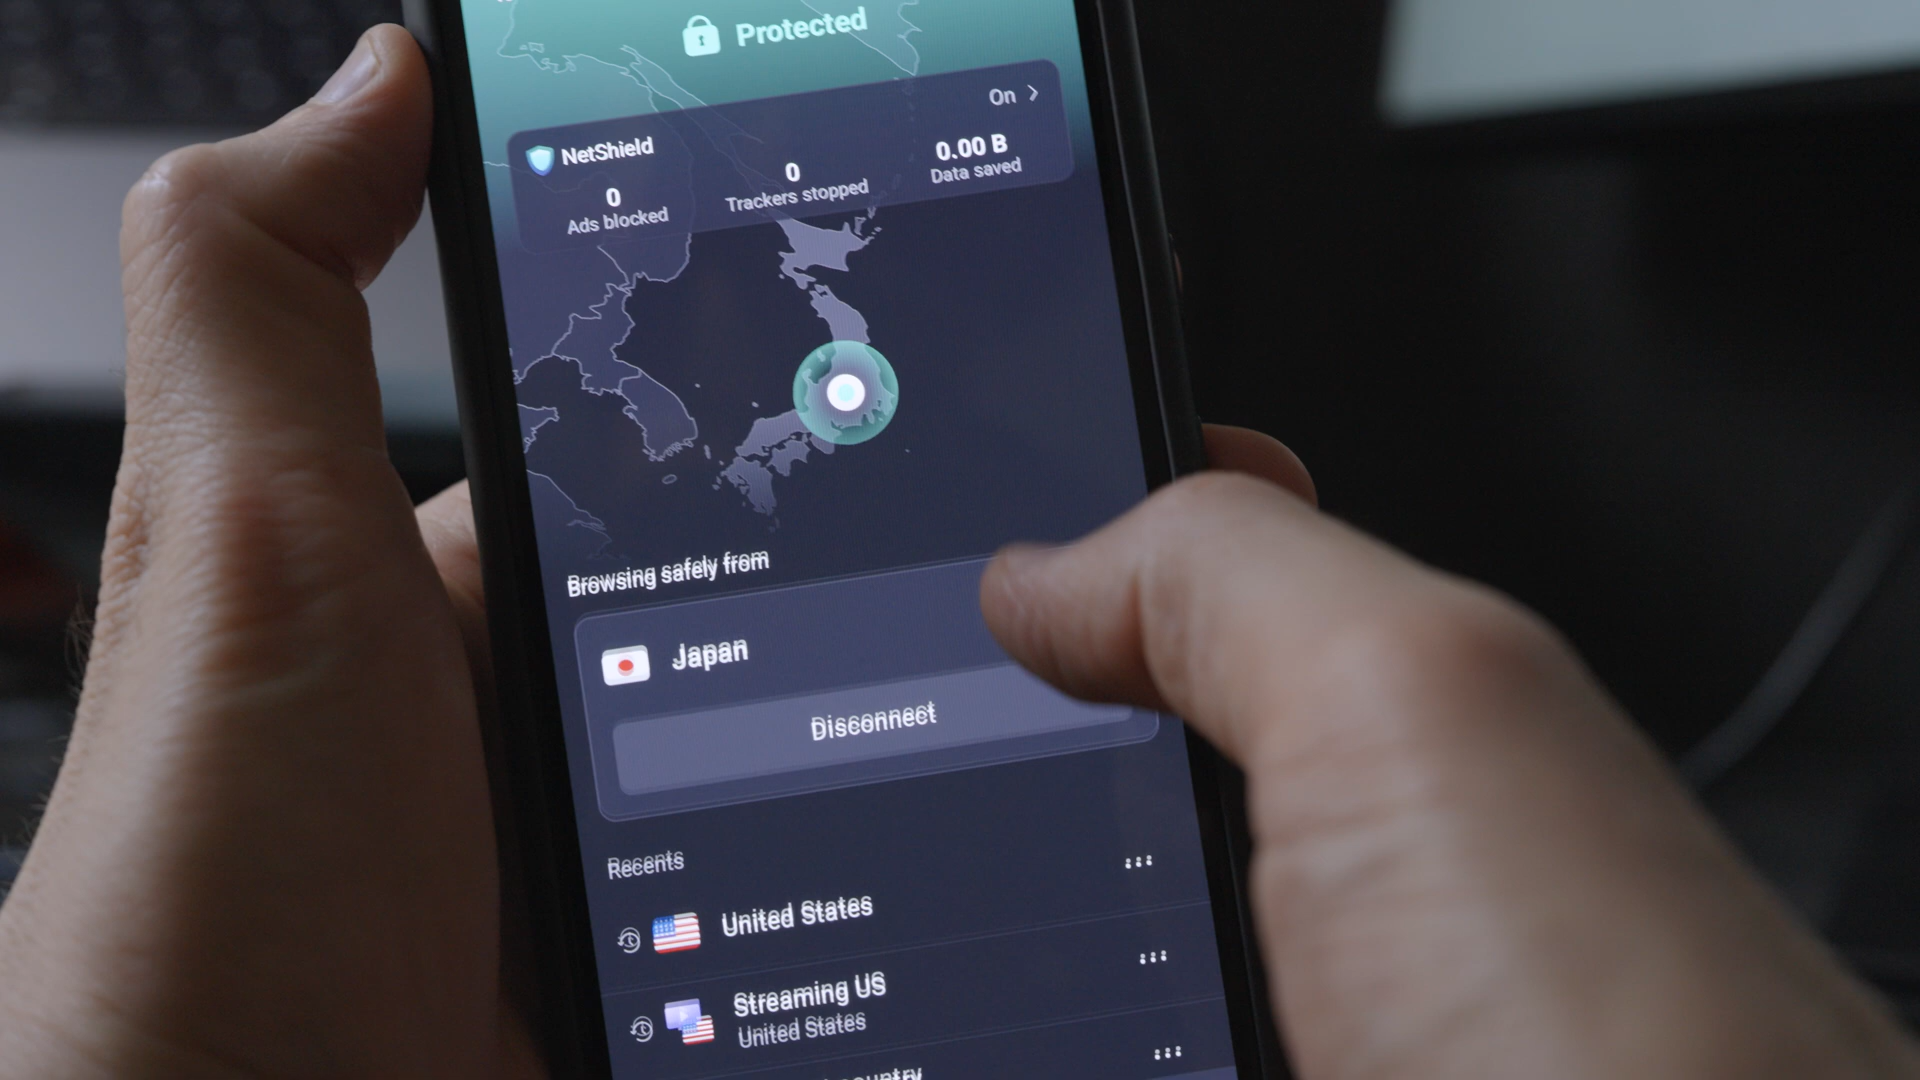 Protected
On
NetShield
0
Ads blocked
0
Trackers stopped
0.00 B
Data saved
Browsing safely from
Japan
Disconnect
Recents
United States
Streaming US
United States
country